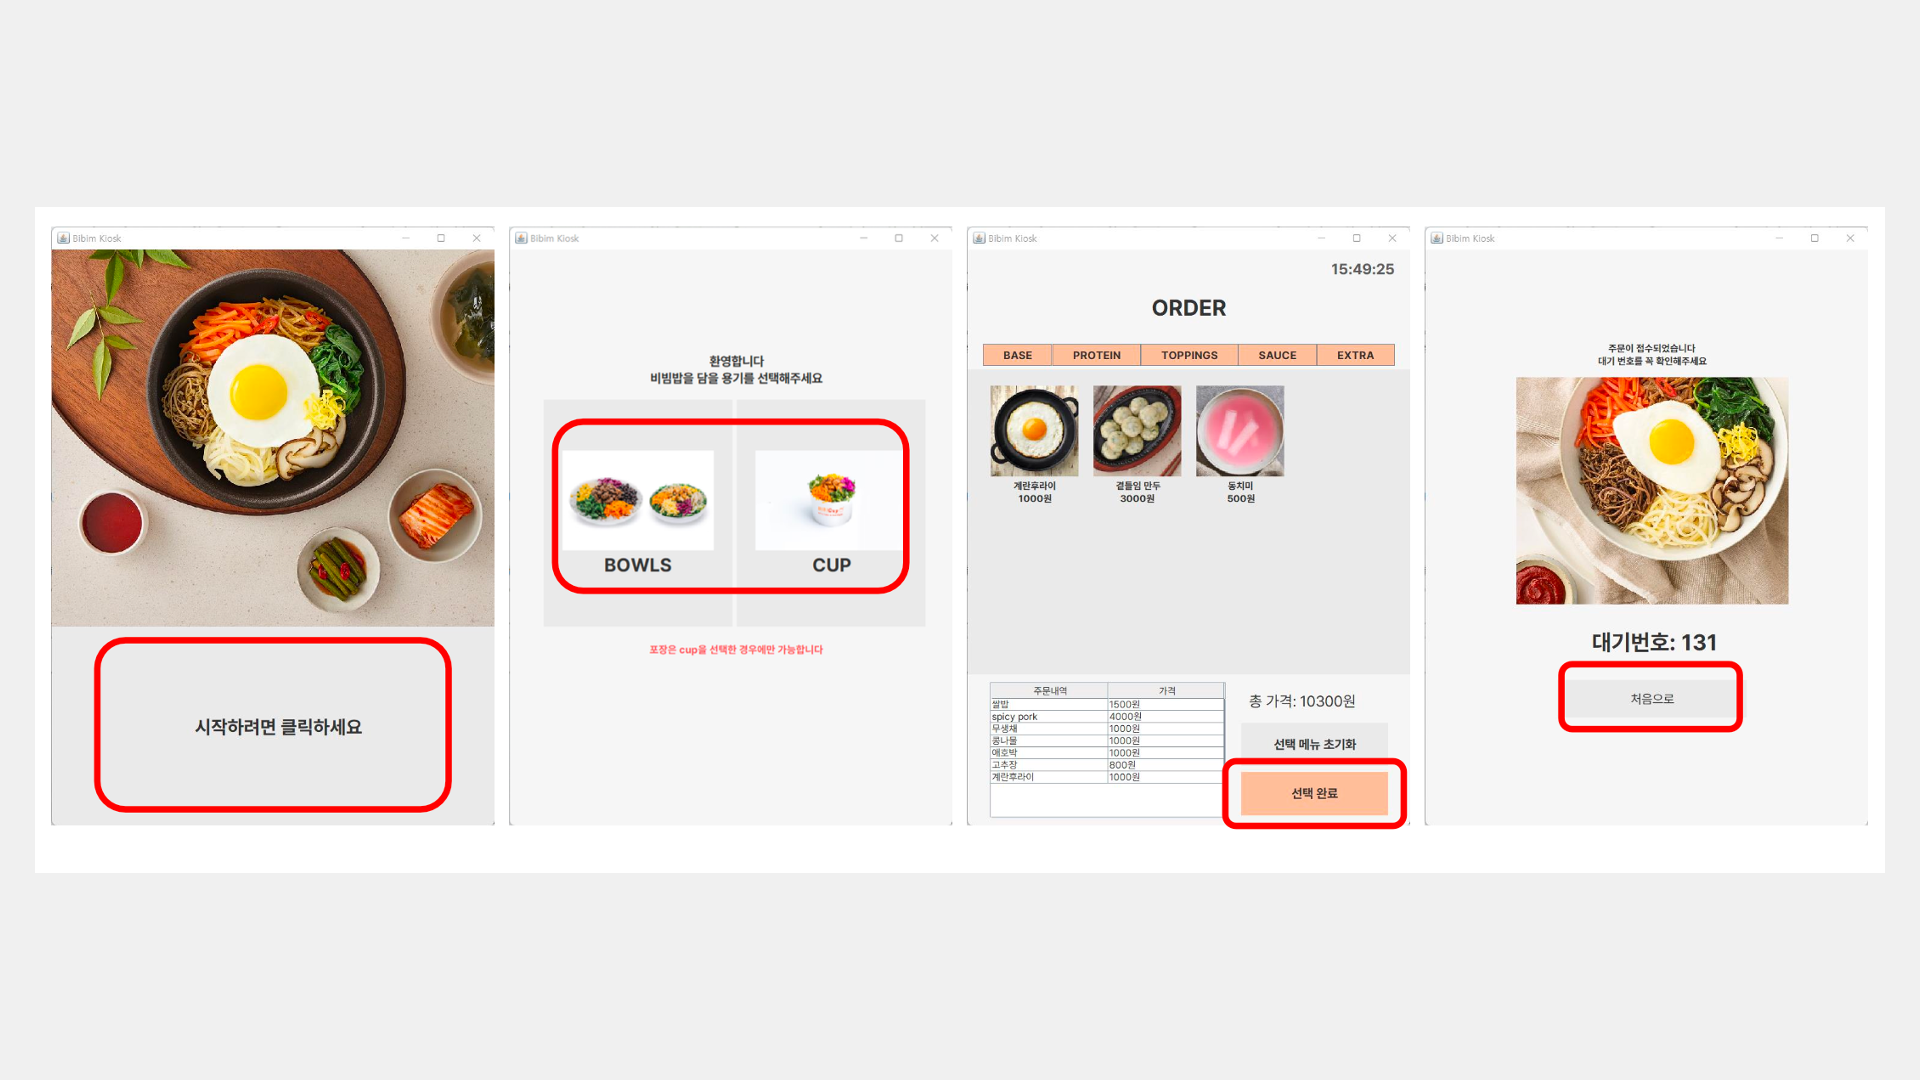 Bibim Kiosk
시작하려면 클릭하세요
Bibim Kiosk
환영합니다
비빔밥을 담을 용기를 선택해주세요
BOWLS
CUP
포장은 cup을 선택한 경우에만 가능합니다
Bibim Kiosk
15:49:25
ORDER
BASE PROTEIN TOPPINGS SAUCE EXTRA
계란후라이 곁들임 만두 동치미
1000원 3000원 500원
주문내역 가격
쌀밥 1500원
spicy pork 4000원
무생채 1000원
콩나물 1000원
애호박 1000원
고추장 800원
계란후라이 1000원
총 가격: 10300원
선택 메뉴 초기화
선택 완료
Bibim Kiosk
주문이 접수되었습니다
대기 번호를 꼭 확인해주세요
대기번호: 131
처음으로